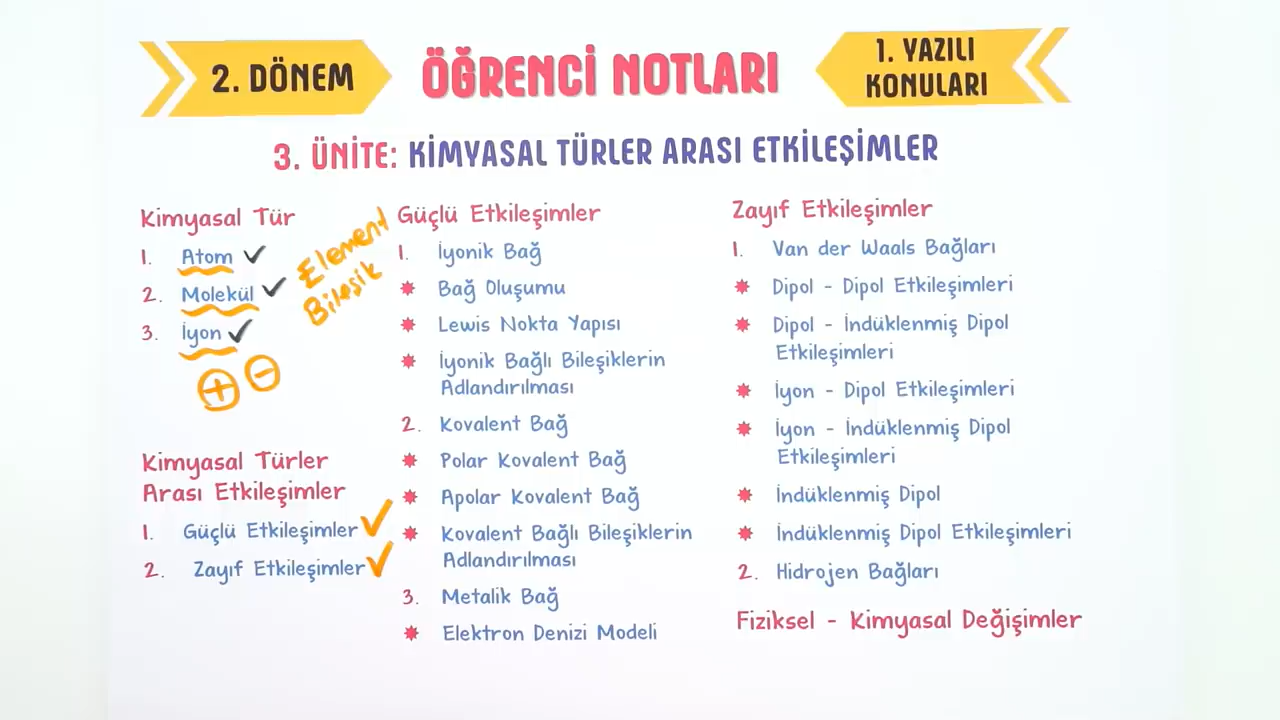 2. DÖNEM
ÖĞRENCİ NOTLARI
1. YAZILI
KONULARI
3. ÜNİTE: KİMYASAL TÜRLER ARASI ETKİLEŞİMLER
Kimyasal Tür
1. Atom
2. Molekül
3. İyon
Element
Bileşik
+ -
Kimyasal Türler
Arası Etkileşimler
1. Güçlü Etkileşimler
2. Zayıf Etkileşimler
Güçlü Etkileşimler
1. İyonik Bağ
Bağ Oluşumu
Lewis Nokta Yapısı
İyonik Bağlı Bileşiklerin
Adlandırılması
2. Kovalent Bağ
Polar Kovalent Bağ
Apolar Kovalent Bağ
Kovalent Bağlı Bileşiklerin
Adlandırılması
3. Metalik Bağ
Elektron Denizi Modeli
Zayıf Etkileşimler
1. Van der Waals Bağları
Dipol - Dipol Etkileşimleri
Dipol - İndüklenmiş Dipol
Etkileşimleri
İyon - Dipol Etkileşimleri
İyon - İndüklenmiş Dipol
Etkileşimleri
İndüklenmiş Dipol
İndüklenmiş Dipol Etkileşimleri
2. Hidrojen Bağları
Fiziksel - Kimyasal Değişimler